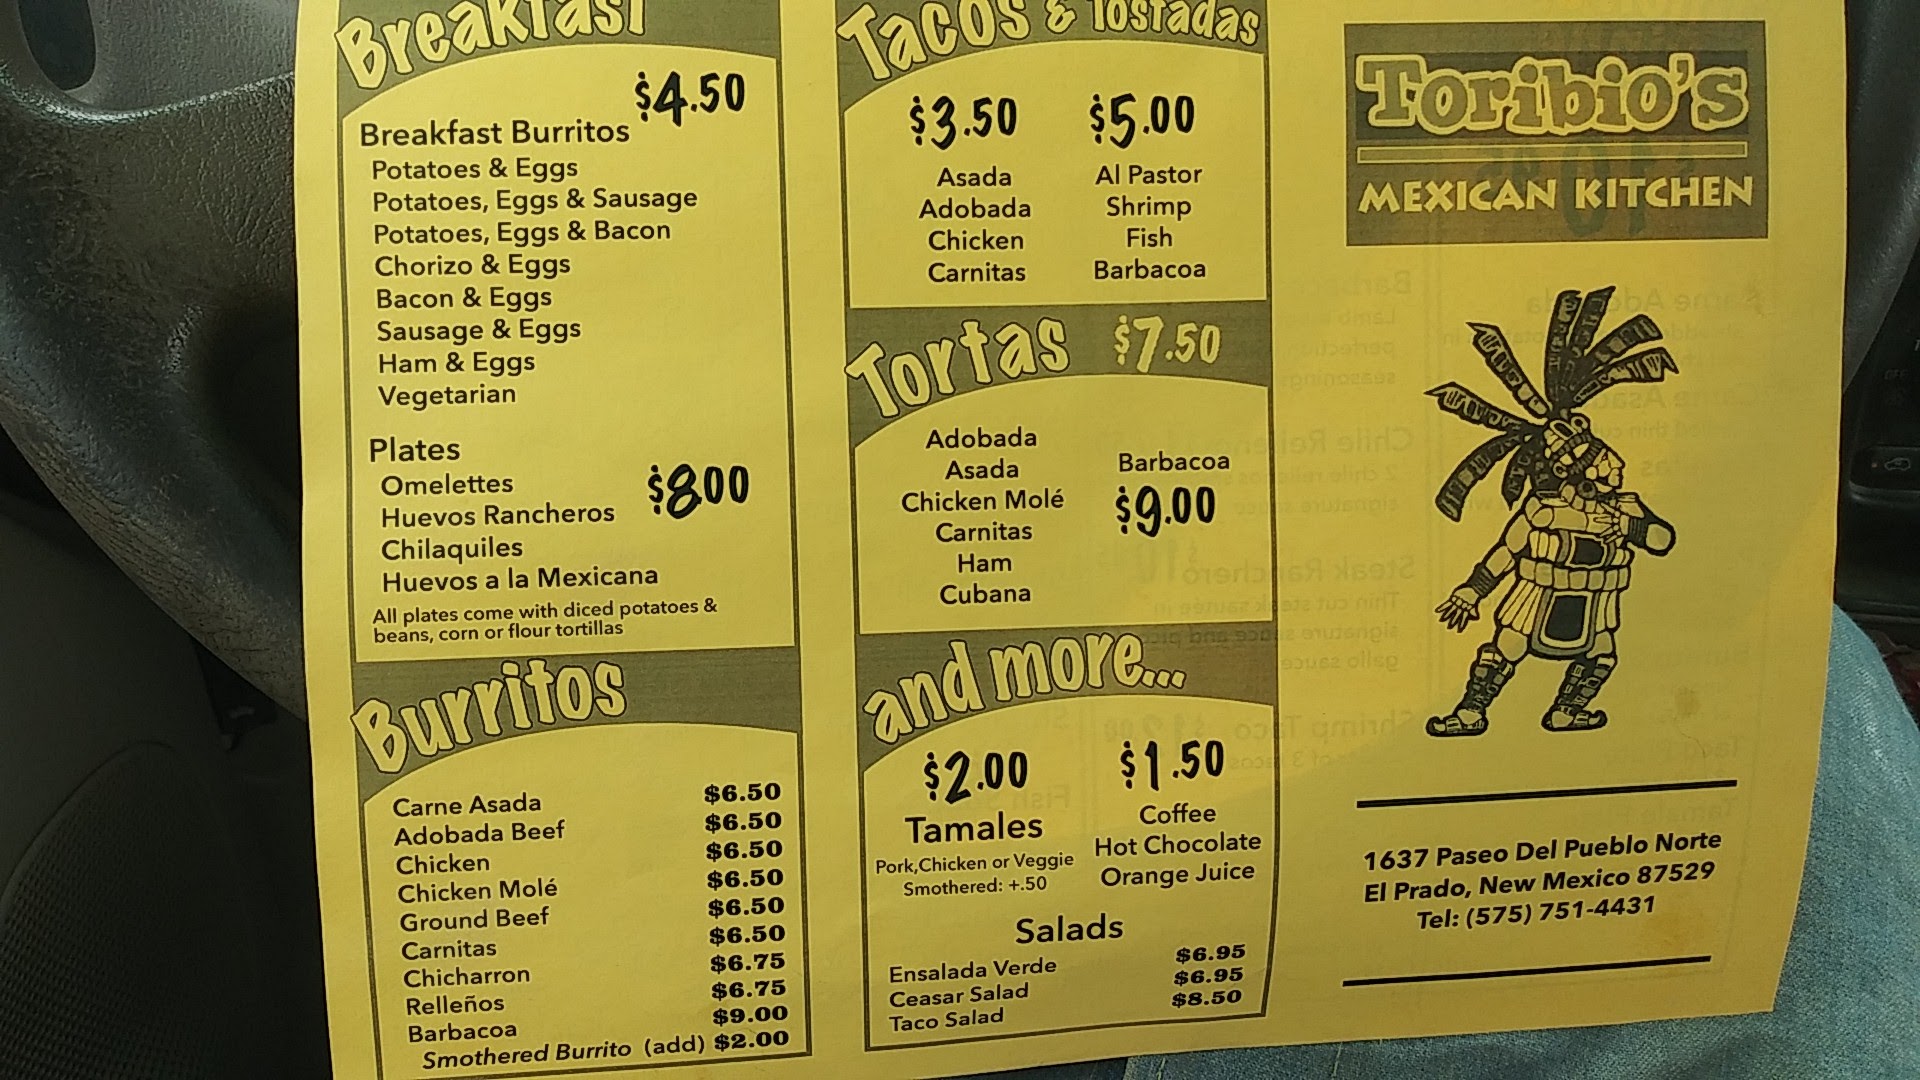 Breakfast
$4.50
Breakfast Burritos
Potatoes & Eggs
Potatoes, Eggs & Sausage
Potatoes, Eggs & Bacon
Chorizo & Eggs
Bacon & Eggs
Sausage & Eggs
Ham & Eggs
Vegetarian
Plates
$8.00
Omelettes
Huevos Rancheros
Chilaquiles
Huevos a la Mexicana
All plates come with diced potatoes &
beans, corn or flour tortillas
Burritos
Carne Asada $6.50
Adobada Beef $6.50
Chicken $6.50
Chicken Molé $6.50
Ground Beef $6.50
Carnitas $6.50
Chicharron $6.75
Relleños $6.75
Barbacoa $9.00
Smothered Burrito (add) $2.00
Tacos & Tostadas
$3.50
Asada
Adobada
Chicken
Carnitas
$5.00
Al Pastor
Shrimp
Fish
Barbacoa
Tortas $7.50
Adobada
Asada
Chicken Molé
Carnitas
Ham
Cubana
Barbacoa
$9.00
and more...
$2.00
Tamales
Pork,Chicken or Veggie
Smothered: +.50
$1.50
Coffee
Hot Chocolate
Orange Juice
Salads
Ensalada Verde $6.95
Ceasar Salad $6.95
Taco Salad $8.50
Toribio's
MEXICAN KITCHEN
1637 Paseo Del Pueblo Norte
El Prado, New Mexico 87529
Tel: (575) 751-4431